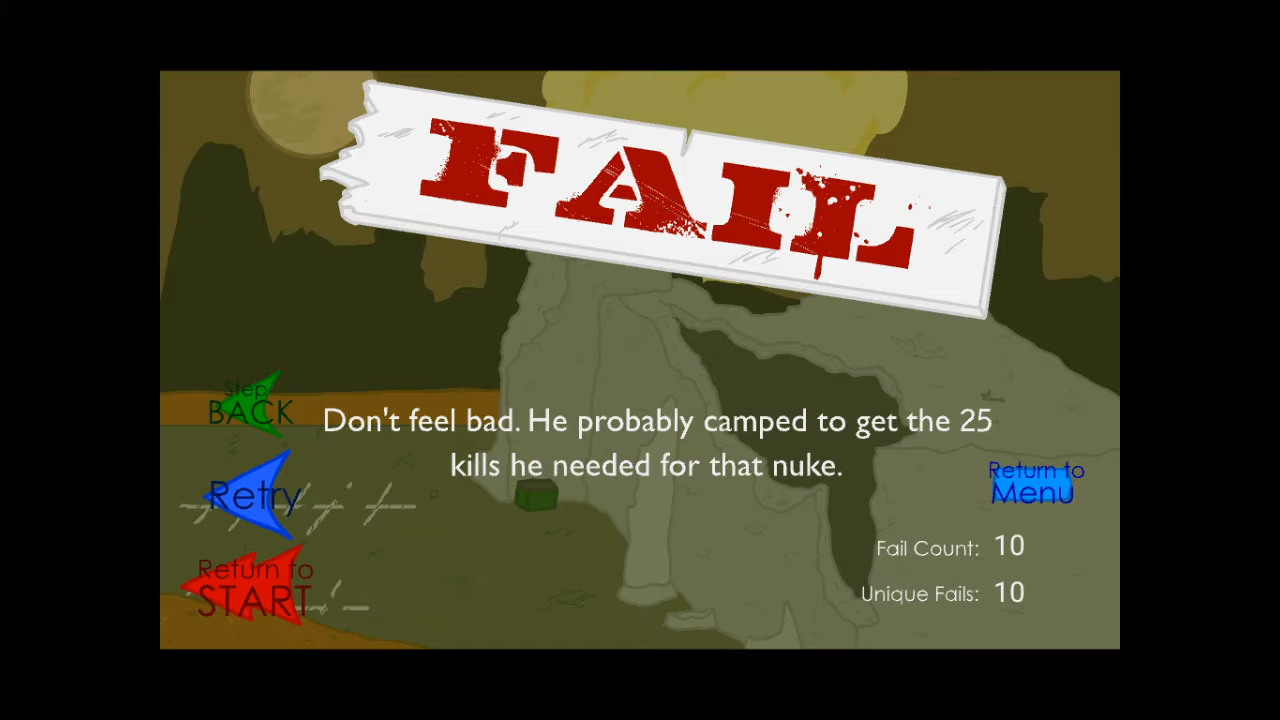 FAIL
Step
BACK
Don't feel bad. He probably camped to get the 25
kills he needed for that nuke.
Retry
Return to
Menu
Return to
START
Fail Count: 10
Unique Fails: 10